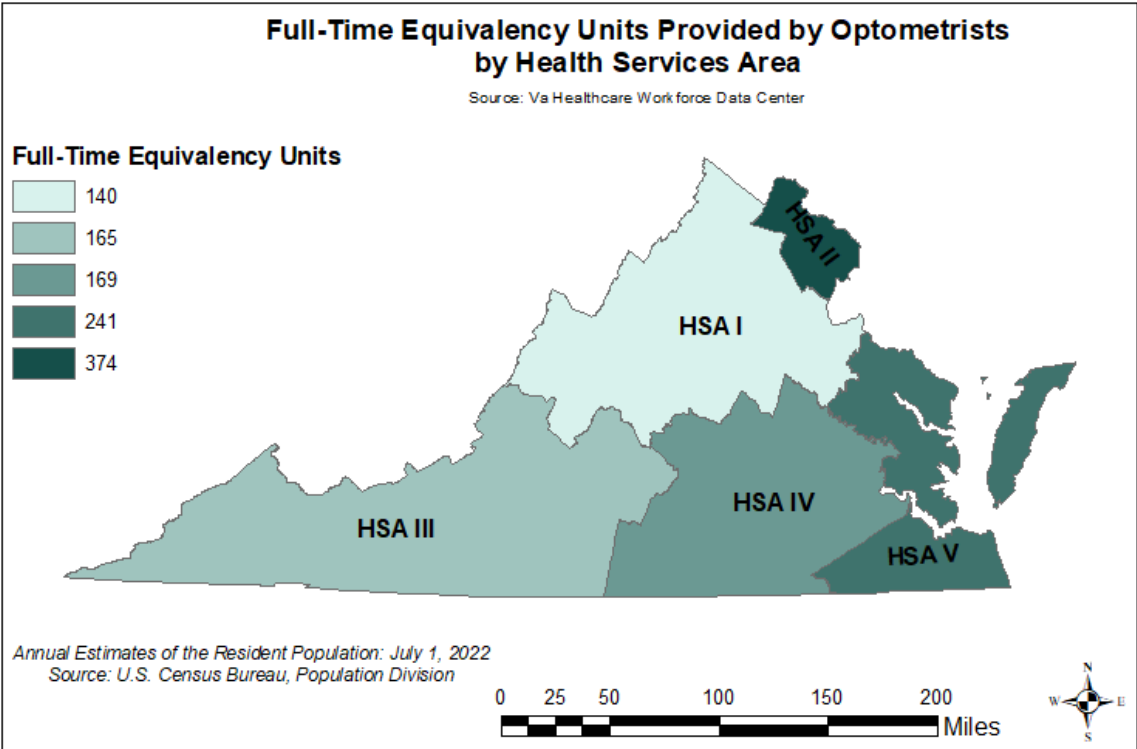 Full-Time Equivalency Units Provided by Optometrists
by Health Services Area
Source: Va Healthcare Workforce Data Center
Full-Time Equivalency Units
140
165
169
241
374
HSA II
HSA I
HSA III
HSA IV
HSA V
Annual Estimates of the Resident Population: July 1, 2022
Source: U.S. Census Bureau, Population Division
0 25 50 100 150 200
Miles
N
W E
S